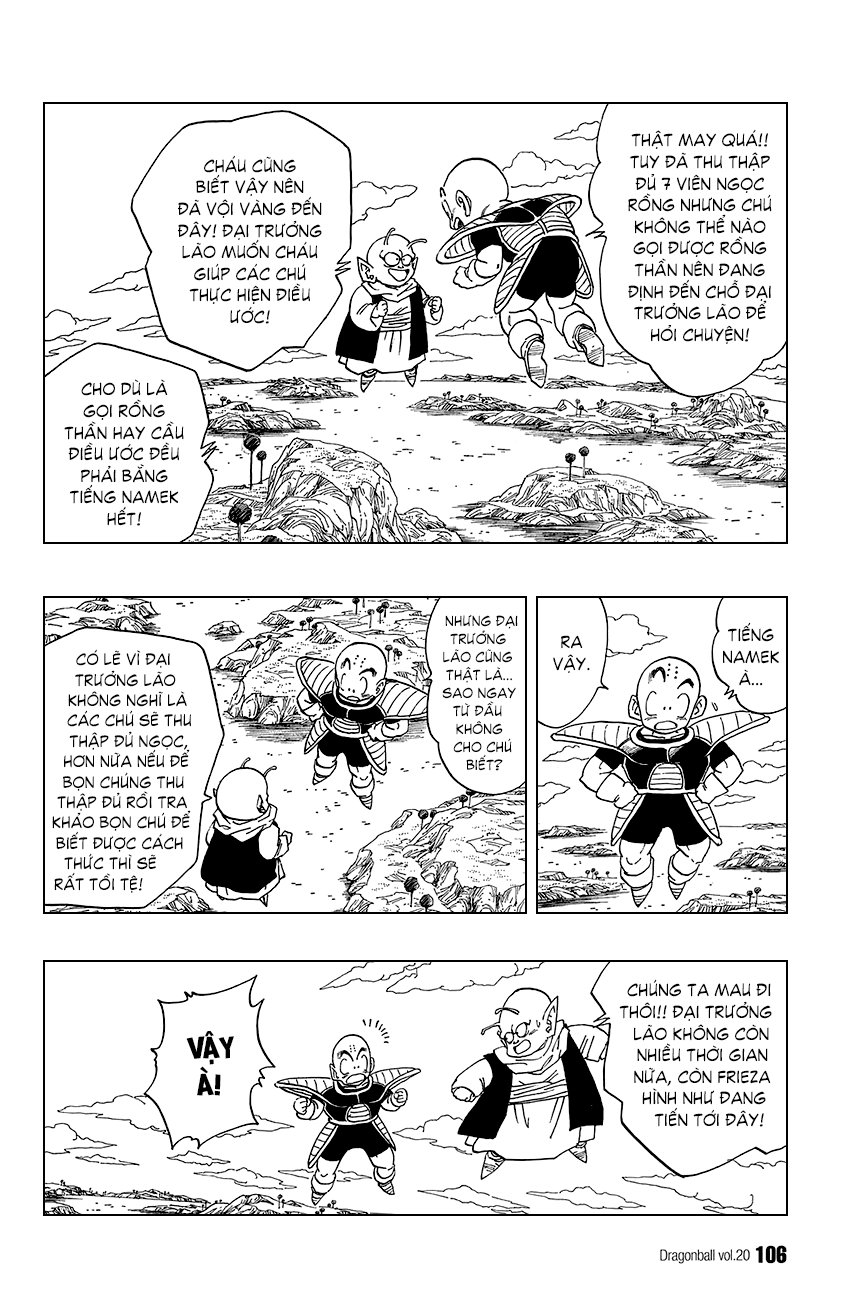 THẬT MAY QUÁ!!
TUY ĐÃ THU THẬP
ĐỦ 7 VIÊN NGỌC
RỒNG NHƯNG CHÚ
KHÔNG THỂ NÀO
GỌI ĐƯỢC RỒNG
THẦN NÊN ĐANG
ĐỊNH ĐẾN CHỔ ĐẠI
TRƯỞNG LÃO ĐỂ
HỎI CHUYỆN!
CHÁU CŨNG
BIẾT VẬY NÊN
ĐÃ VỘI VÀNG ĐẾN
ĐÂY! ĐẠI TRƯỞNG
LÃO MUỐN CHÁU
GIÚP CÁC CHÚ
THỰC HIỆN ĐIỀU
ƯỚC!
CHO DÙ LÀ
GỌI RỒNG
THẦN HAY CẦU
ĐIỀU ƯỚC ĐỀU
PHẢI BẰNG
TIẾNG NAMEK
HẾT!
TIẾNG
NAMEK
À...
RA
VẬY.
NHƯNG ĐẠI
TRƯỞNG
LÃO CŨNG
THẬT LÀ...
SAO NGAY
TỪ ĐẦU
KHÔNG
CHO CHÚ
BIẾT?
CÓ LẼ VÌ ĐẠI
TRƯỞNG LÃO
KHÔNG NGHĨ LÀ
CÁC CHÚ SẼ THU
THẬP ĐỦ NGỌC,
HƠN NỮA NẾU ĐỂ
BỌN CHÚNG THU
THẬP ĐỦ RỒI TRA
KHẢO BỌN CHÚ ĐỂ
BIẾT ĐƯỢC CÁCH
THỨC THÌ SẼ
RẤT TỒI TỆ!
CHÚNG TA MAU ĐI
THÔI!! ĐẠI TRƯỞNG
LÃO KHÔNG CÒN
NHIỀU THỜI GIAN
NỮA, CÒN FRIEZA
HÌNH NHƯ ĐANG
TIẾN TỚI ĐÂY!
VẬY
À!
Dragonball vol.20 106